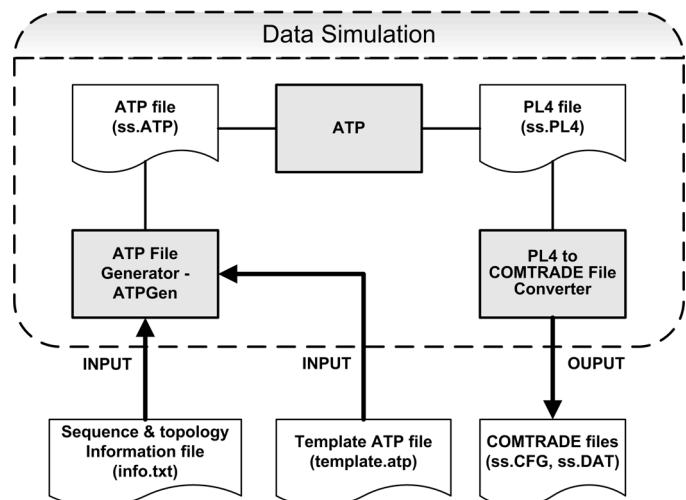 Data Simulation
ATP file
(ss.ATP)
ATP
PL4 file
(ss.PL4)
ATP File
Generator -
ATPGen
PL4 to
COMTRADE File
Converter
INPUT
INPUT
OUPUT
Sequence & topology
Information file
(info.txt)
Template ATP file
(template.atp)
COMTRADE files
(ss.CFG, ss.DAT)